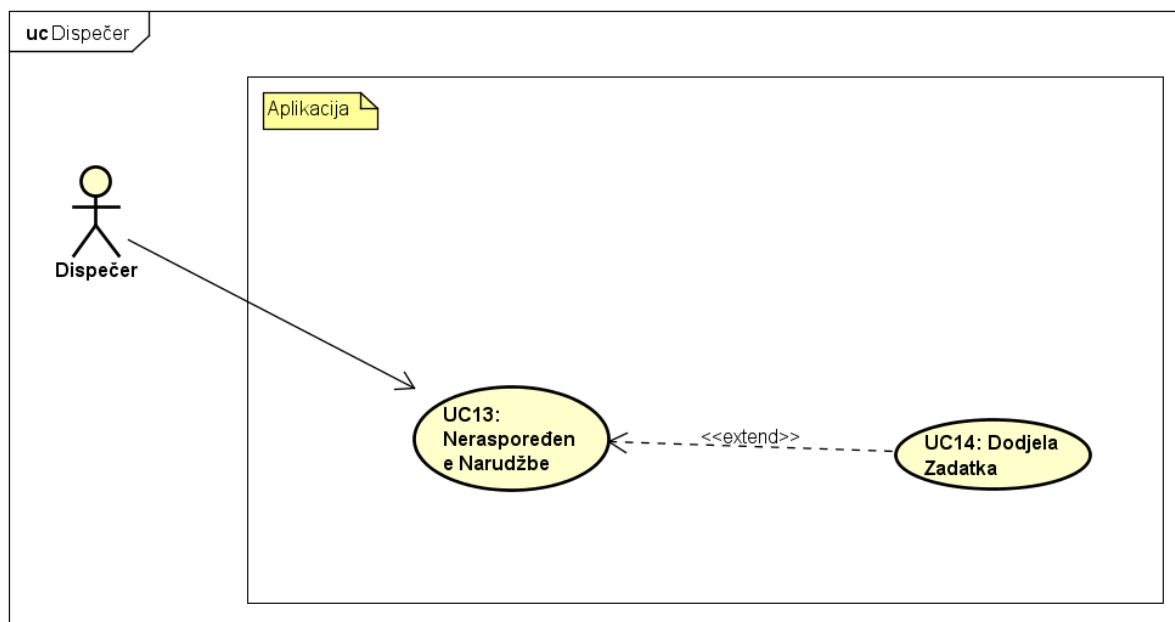 uc Dispečer
Aplikacija
Dispečer
UC13:
Neraspoređen
e Narudžbe
<<extend>>
UC14: Dodjela
Zadatka